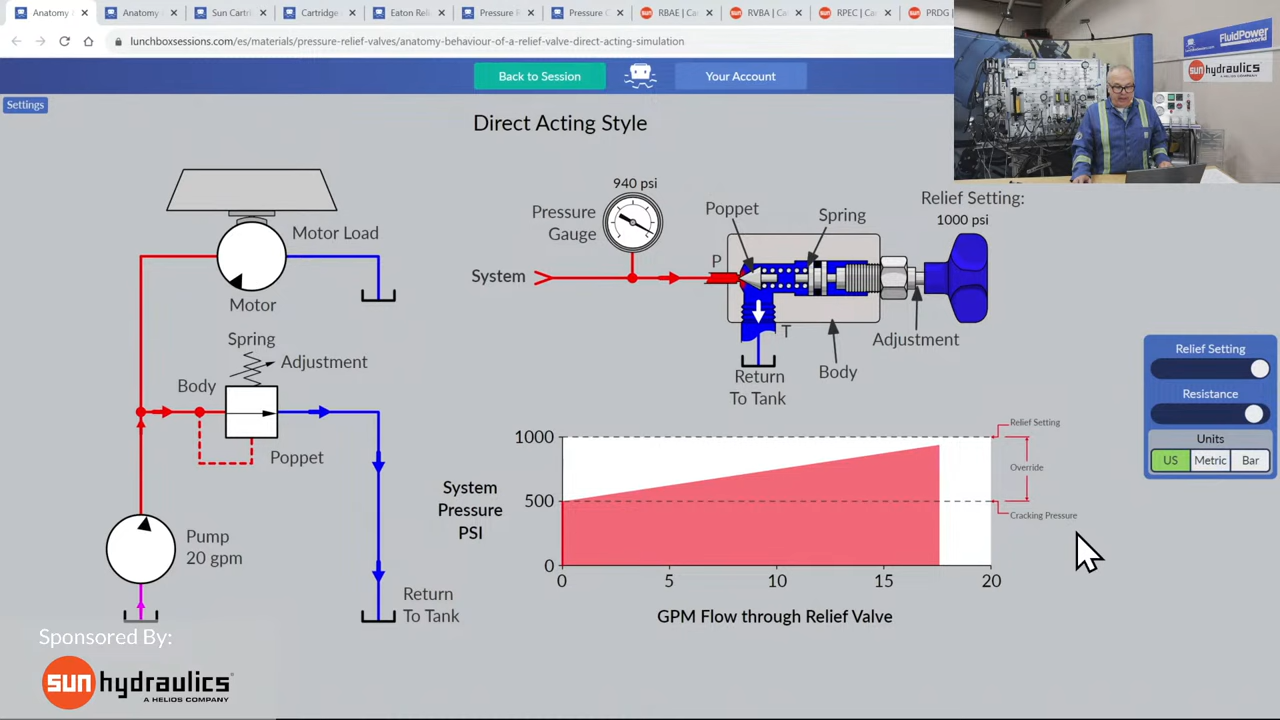 Anatomy
Anatomy
Sun Cartri
Cartridge
Eaton Reli
Pressure R
Pressure C
RBAE | Ca
RVBA | Ca
RPEC | Car
PRDG |
lunchboxsessions.com/es/materials/pressure-relief-valves/anatomy-behaviour-of-a-relief-valve-direct-acting-simulation
Back to Session
Your Account
Settings
FluidPower
sun hydraulics
Direct Acting Style
Motor Load
Motor
Spring
Adjustment
Body
Poppet
Pump
20 gpm
Return
To Tank
940 psi
Pressure
Gauge
System
P
Poppet
Spring
Relief Setting:
1000 psi
T
Return
To Tank
Body
Adjustment
Relief Setting
Resistance
Units
US
Metric
Bar
System
Pressure
PSI
1000
500
0
0
5
10
15
20
GPM Flow through Relief Valve
Relief Setting
Override
Cracking Pressure
Sponsored By:
sun hydraulics®
A HELIOS COMPANY